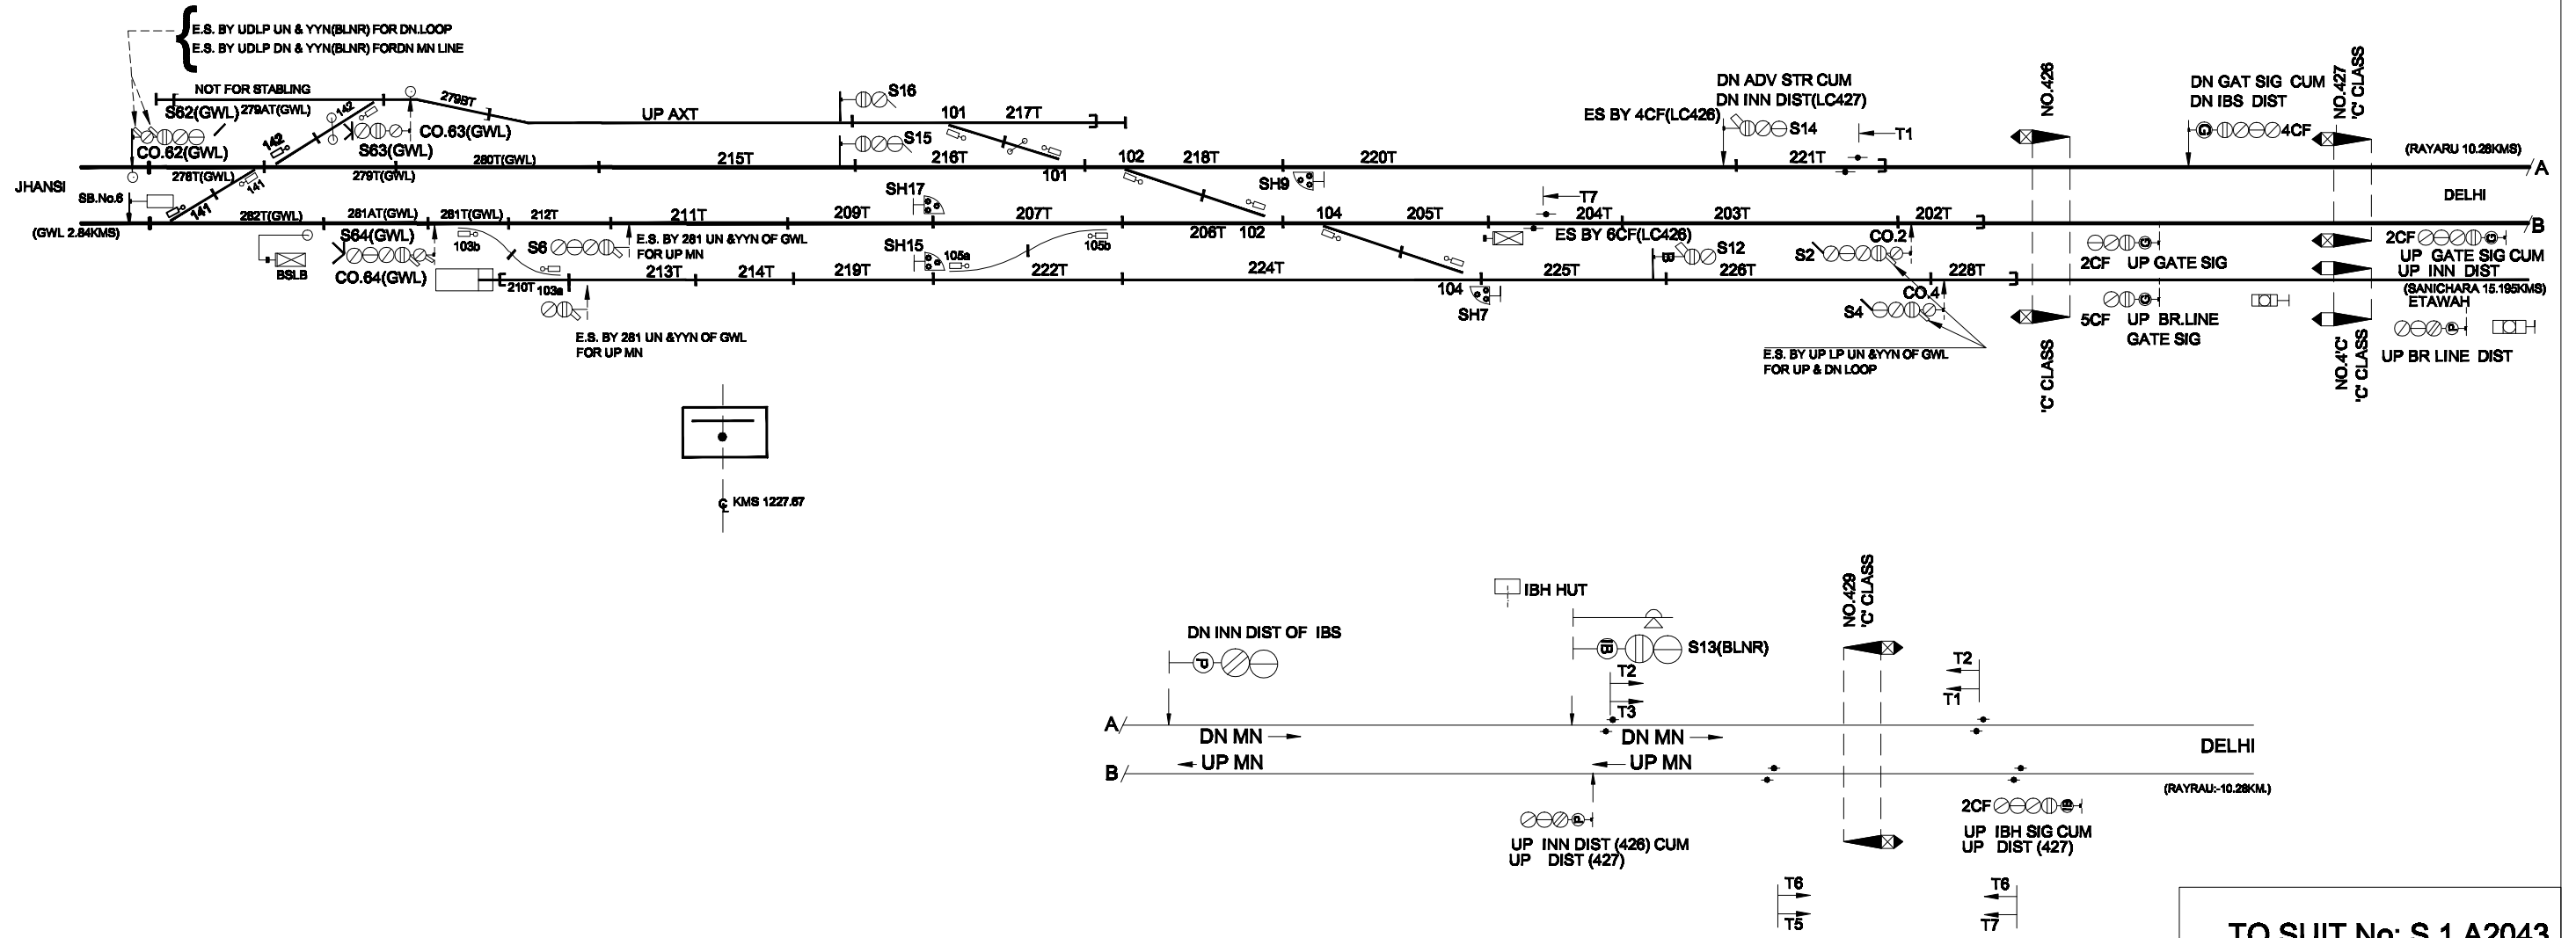 E.S. BY UDLP UN & YYN(BLNR) FOR DN.LOOP
E.S. BY UDLP DN & YYN(BLNR) FORDN MN LINE
NOT FOR STABLING
S62(GWL)
279AT(GWL)
142
142
279BT
CO.62(GWL)
S63(GWL)
CO.63(GWL)
UP AXT
S16
101
217T
S15
DN ADV STR CUM
DN INN DIST(LC427)
ES BY 4CF(LC426)
S14
T1
NO.426
DN GAT SIG CUM
DN IBS DIST
G
4CF
NO.427
'C' CLASS
(RAYARU 10.28KMS)
A
JHANSI
278T(GWL)
141
279T(GWL)
280T(GWL)
215T
216T
101
102
218T
220T
221T
SH9
SB.No.6
141
(GWL 2.84KMS)
282T(GWL)
281AT(GWL)
281T(GWL)
212T
211T
209T
SH17
207T
206T
102
104
205T
T7
204T
203T
202T
DELHI
B
BSLB
S64(GWL)
CO.64(GWL)
103b
S6
E.S. BY 281 UN &YYN OF GWL
FOR UP MN
SH15
105a
105b
ES BY 6CF(LC426)
B
S12
S2
CO.2
G
2CF UP GATE SIG
2CF
G
UP GATE SIG CUM
UP INN DIST
(SANICHARA 15.195KMS)
ETAWAH
210T
103a
213T
214T
219T
222T
224T
104
225T
226T
228T
SH7
S4
CO.4
G
5CF UP BR.LINE
GATE SIG
P
UP BR LINE DIST
E.S. BY 281 UN &YYN OF GWL
FOR UP MN
E.S. BY UP LP UN &YYN OF GWL
FOR UP & DN LOOP
'C' CLASS
NO.4'C'
'C' CLASS
KMS 1227.67
IBH HUT
DN INN DIST OF IBS
P
IB
S13(BLNR)
T2
T3
NO.429
'C' CLASS
T2
T1
A
DN MN
DN MN
UP MN
UP MN
B
DELHI
(RAYRAU:-10.28KM.)
P
UP INN DIST (426) CUM
UP DIST (427)
2CF
IB
UP IBH SIG CUM
UP DIST (427)
T6
T5
T6
T7
TO SUIT No: S.1 A2043